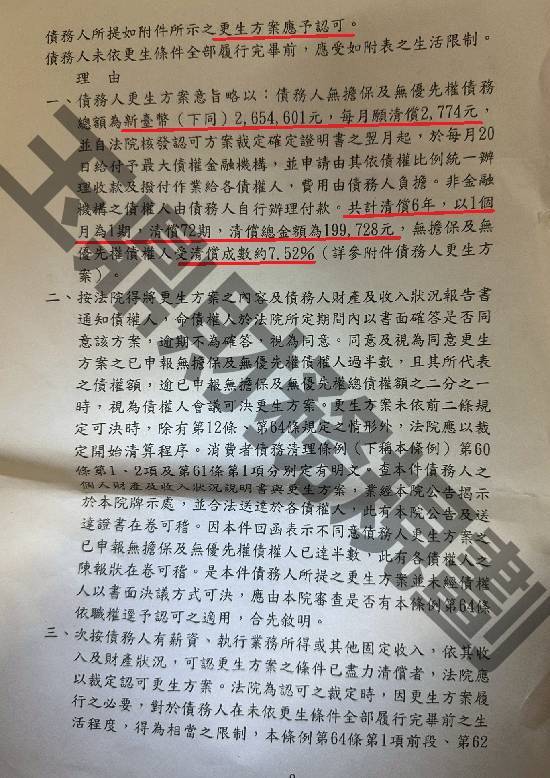 債務人所提如附件所示之更生方案應予認可。
債務人未依更生條件全部履行完畢前，應受如附表之生活限制。
理 由
一、債務人更生方案意旨略以：債務人無擔保及無優先權債務
總額為新臺幣（下同）2,654,601元，每月願清償2,774元，
並自法院核發認可方案裁定確定證明書之翌月起，於每月20
日給付予最大債權金融機構，並申請由其依債權比例統一辦
理收款及撥付作業給各債權人，費用由債務人負擔。非金融
機構之債權人由債務人自行辦理付款。共計清償6年，以1個
月為1期，清償72期，清償總金額為199,728元，無擔保及無
優先權債權人受清償成數約7.52%（詳參附件債務人更生方
案）。
二、按法院得將更生方案之內容及債務人財產及收入狀況報告書
通知債權人，命債權人於法院所定期間內以書面確答是否同
意該方案，逾期不為確答，視為同意。同意及視為同意更生
方案之已申報無擔保及無優先權債權人過半數，且其所代表
之債權額，逾已申報無擔保及無優先權總債權額之二分之一
時，視為債權人會議可決更生方案。更生方案未依前二條規
定可決時，除有第12條、第64條規定之情形外，法院應以裁
定開始清算程序。消費者債務清理條例（下稱本條例）第60
條第1、2項及第61條第1項分別定有明文。查本件債務人之
個人財產及收入狀況說明書與更生方案，業經本院公告揭示
於本院牌示處，並合法送達於各債權人，此有本院公告及送
達證書在卷可稽。因本件回函表示不同意債務人更生方案之
已申報無擔保及無優先權債權人已達半數，此有各債權人之
陳報狀在卷可稽。是本件債務人所提之更生方案並未經債權
人以書面決議方式可決，應由本院審查是否有本條例第64條
依職權逕予認可之適用，合先敘明。
三、次按債務人有薪資、執行業務所得或其他固定收入，依其收
入及財產狀況，可認更生方案之條件已盡力清償者，法院應
以裁定認可更生方案。法院為認可之裁定時，因更生方案履
行之必要，對於債務人在未依更生條件全部履行完畢前之生
活程度，得為相當之限制，本條例第64條第1項前段、第62